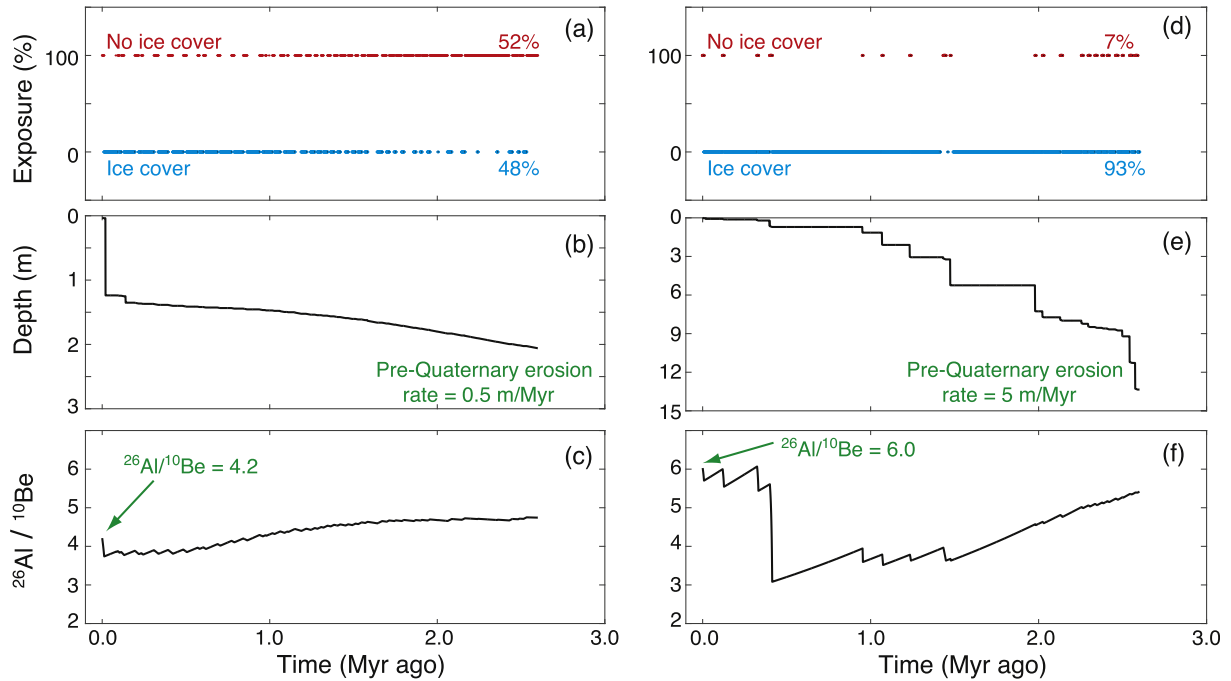 (a)
No ice cover 52%
100
Exposure (%)
0
Ice cover 48%
(d)
No ice cover 7%
100
0
Ice cover 93%
0
(b)
1
Depth (m)
2
Pre-Quaternary erosion
rate = 0.5 m/Myr
3
0
(e)
3
6
9
Pre-Quaternary erosion
12
rate = 5 m/Myr
15
(c)
6
²⁶Al/¹⁰Be = 4.2
5
²⁶Al / ¹⁰Be
4
3
2
0.0 1.0 2.0 3.0
Time (Myr ago)
(f)
²⁶Al/¹⁰Be = 6.0
6
5
4
3
2
0.0 1.0 2.0 3.0
Time (Myr ago)